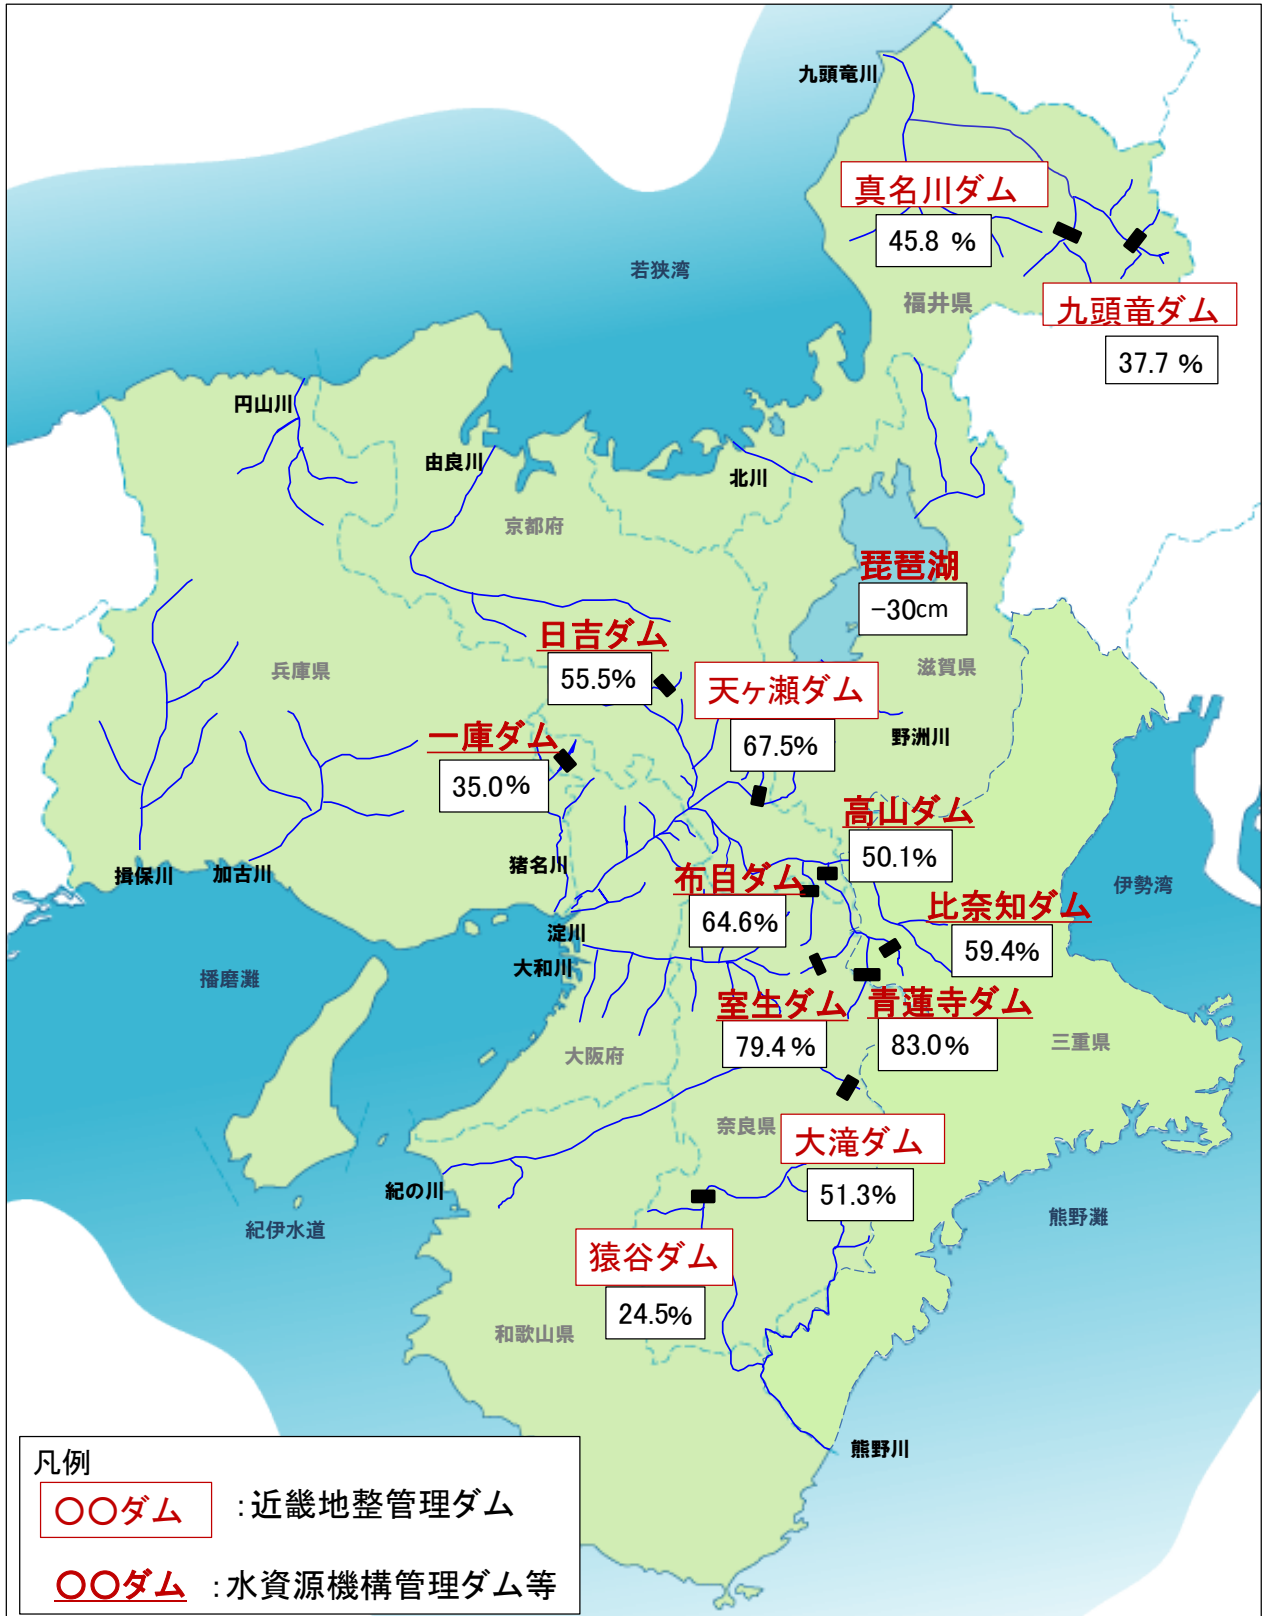 九頭竜川
真名川ダム
45.8 %
若狭湾
福井県
九頭竜ダム
37.7 %
円山川
由良川
北川
京都府
琵琶湖
-30cm
日吉ダム
55.5%
兵庫県
滋賀県
天ヶ瀬ダム
67.5%
野洲川
一庫ダム
35.0%
高山ダム
50.1%
猪名川
揖保川
加古川
布目ダム
64.6%
伊勢湾
比奈知ダム
59.4%
淀川
大和川
播磨灘
室生ダム
79.4%
青蓮寺ダム
83.0%
大阪府
三重県
奈良県
大滝ダム
51.3%
紀の川
紀伊水道
熊野灘
猿谷ダム
24.5%
和歌山県
熊野川
凡例
〇〇ダム :近畿地整管理ダム
〇〇ダム :水資源機構管理ダム等